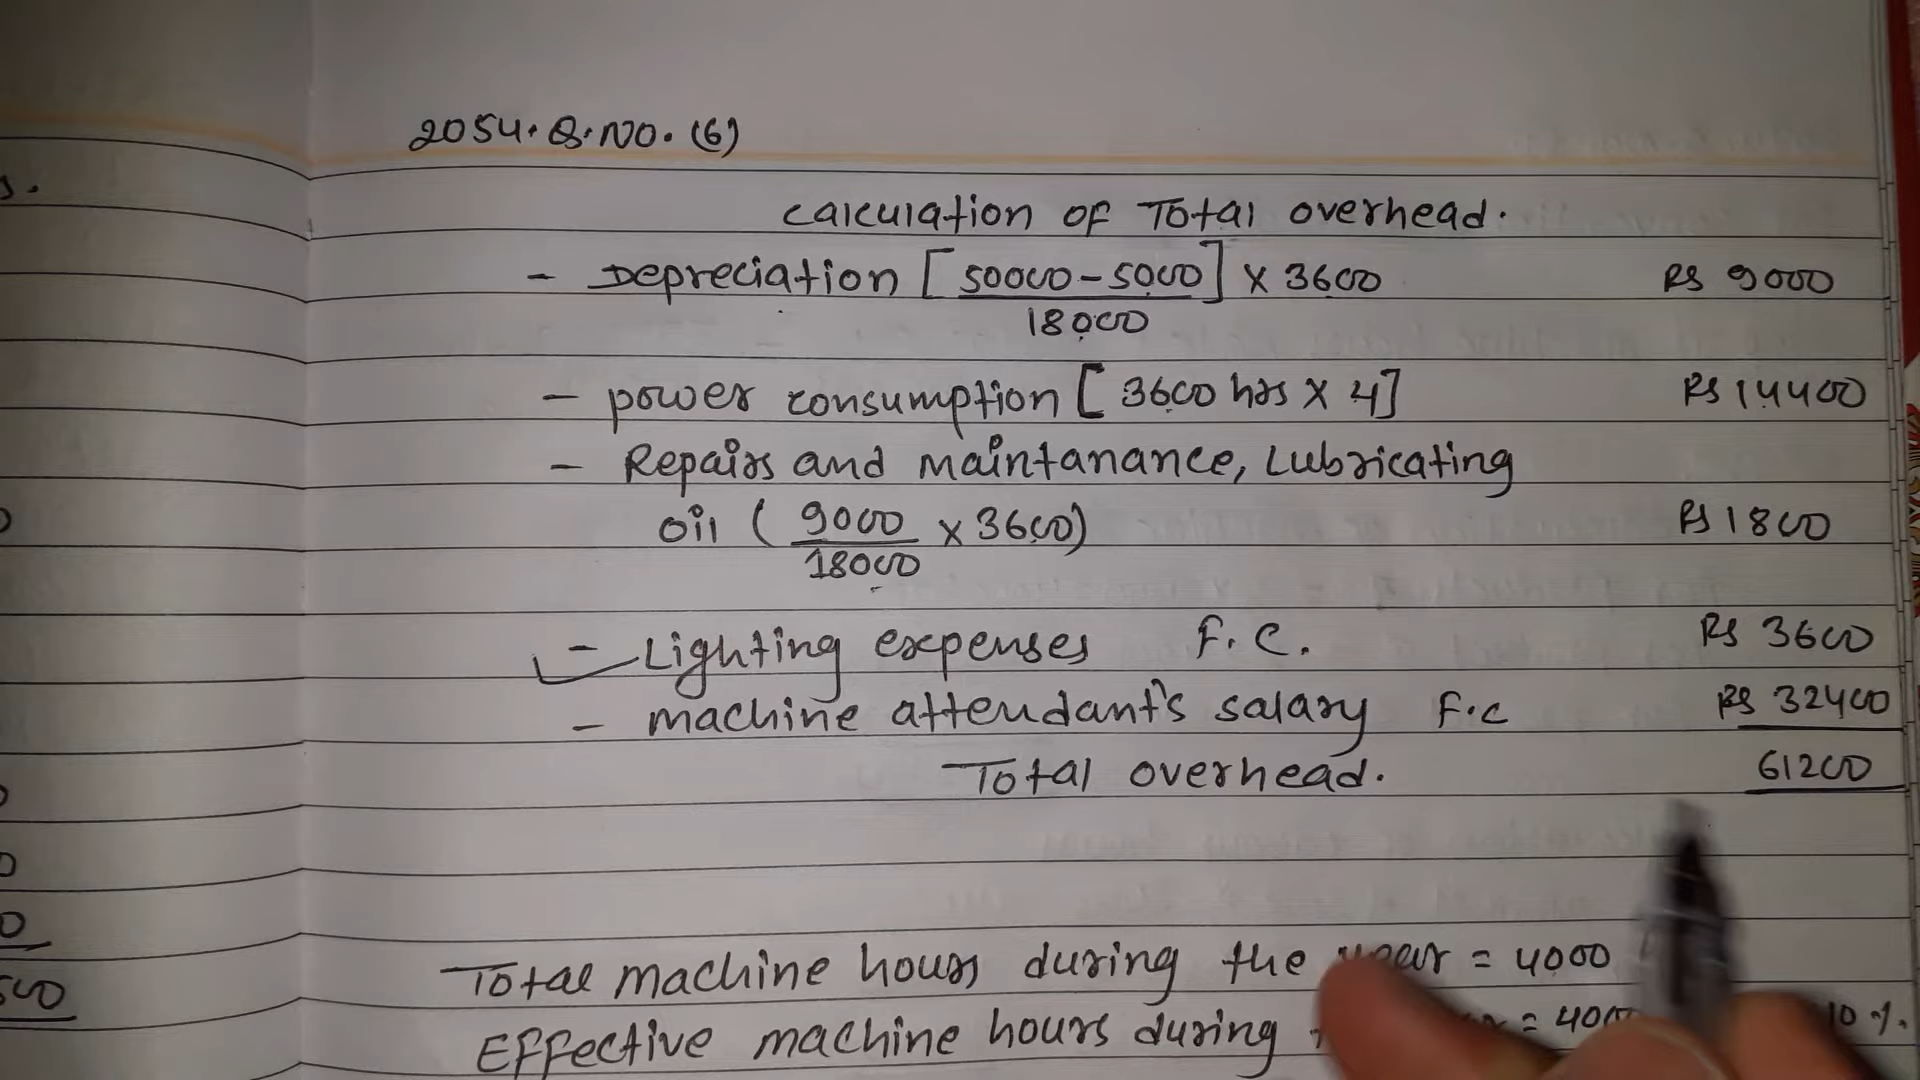 2054. Q. NO. (6)
calculation of Total overhead.
- Depreciation [50000-5000] x 3600 Rs 9000
18000
- power consumption [3600 hrs x 4] Rs 14400
- Repairs and maintanance, Lubricating
oil (9000 x 3600) Rs 1800
18000
- Lighting expenses F.C. Rs 3600
- machine attendant's salary F.C Rs 32400
Total overhead. 61200
Total machine hours during the year = 4000
Effective machine hours during = 10%.